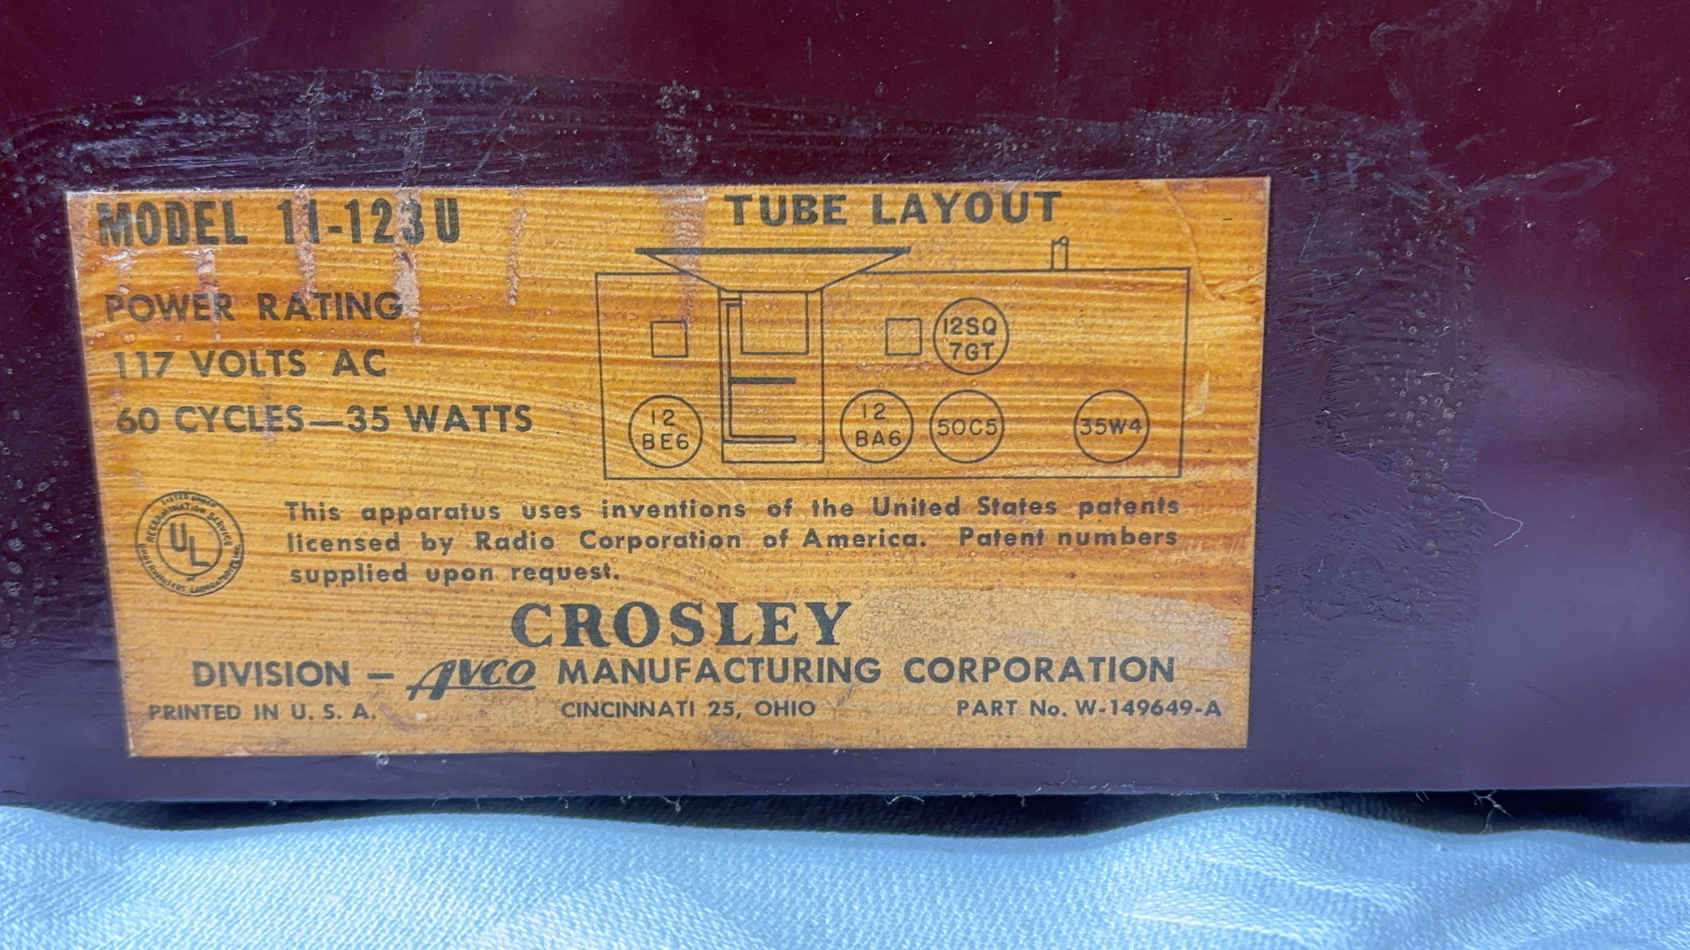 MODEL 11-123U
TUBE LAYOUT
POWER RATING
117 VOLTS AC
60 CYCLES—35 WATTS
12SQ
7GT
12
BE6
12
BA6
50C5
35W4
UL
This apparatus uses inventions of the United States patents
licensed by Radio Corporation of America. Patent numbers
supplied upon request.
CROSLEY
DIVISION — AVCO MANUFACTURING CORPORATION
PRINTED IN U. S. A.
CINCINNATI 25, OHIO
PART No. W-149649-A